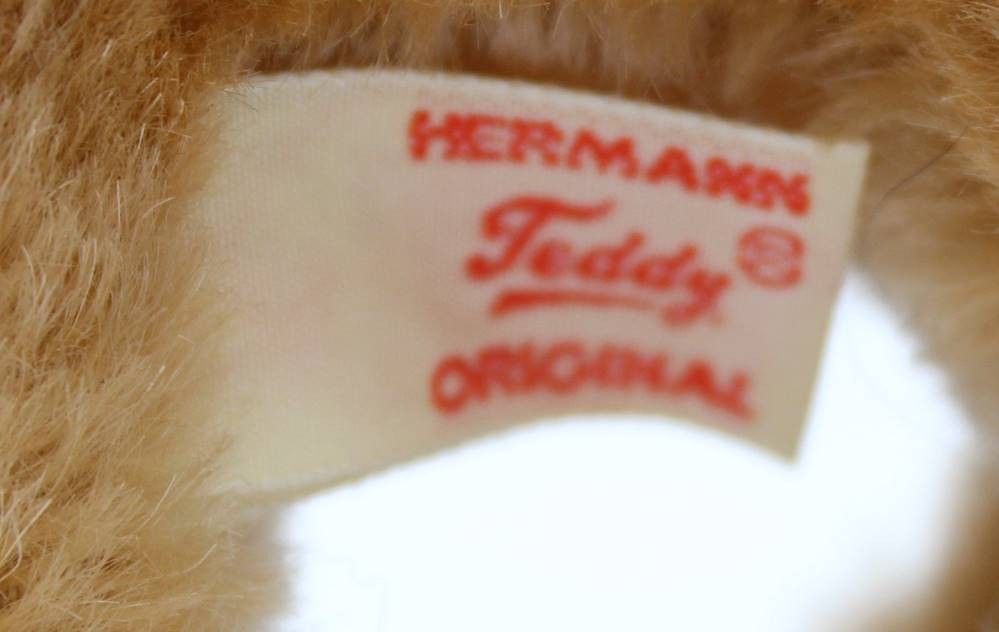 HERMANN
Teddy ®
ORIGINAL